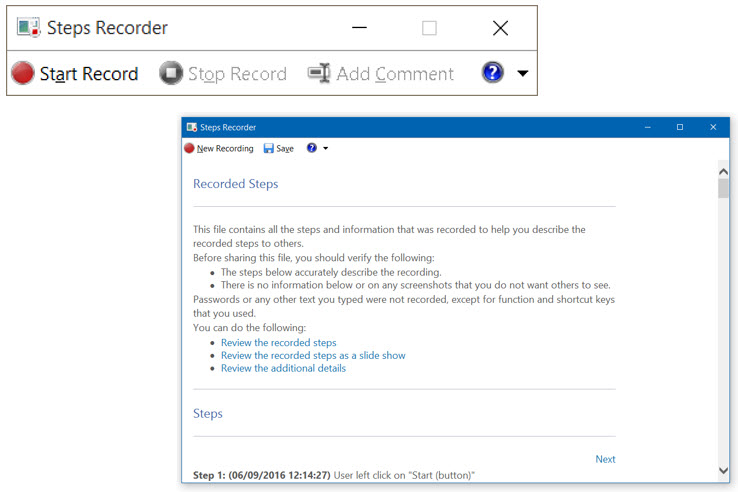 Steps Recorder
Start Record Stop Record Add Comment
Steps Recorder
New Recording Save
Recorded Steps
This file contains all the steps and information that was recorded to help you describe the
recorded steps to others.
Before sharing this file, you should verify the following:
• The steps below accurately describe the recording.
• There is no information below or on any screenshots that you do not want others to see.
Passwords or any other text you typed were not recorded, except for function and shortcut keys
that you used.
You can do the following:
• Review the recorded steps
• Review the recorded steps as a slide show
• Review the additional details
Steps
Next
Step 1: (06/09/2016 12:14:27) User left click on "Start (button)"